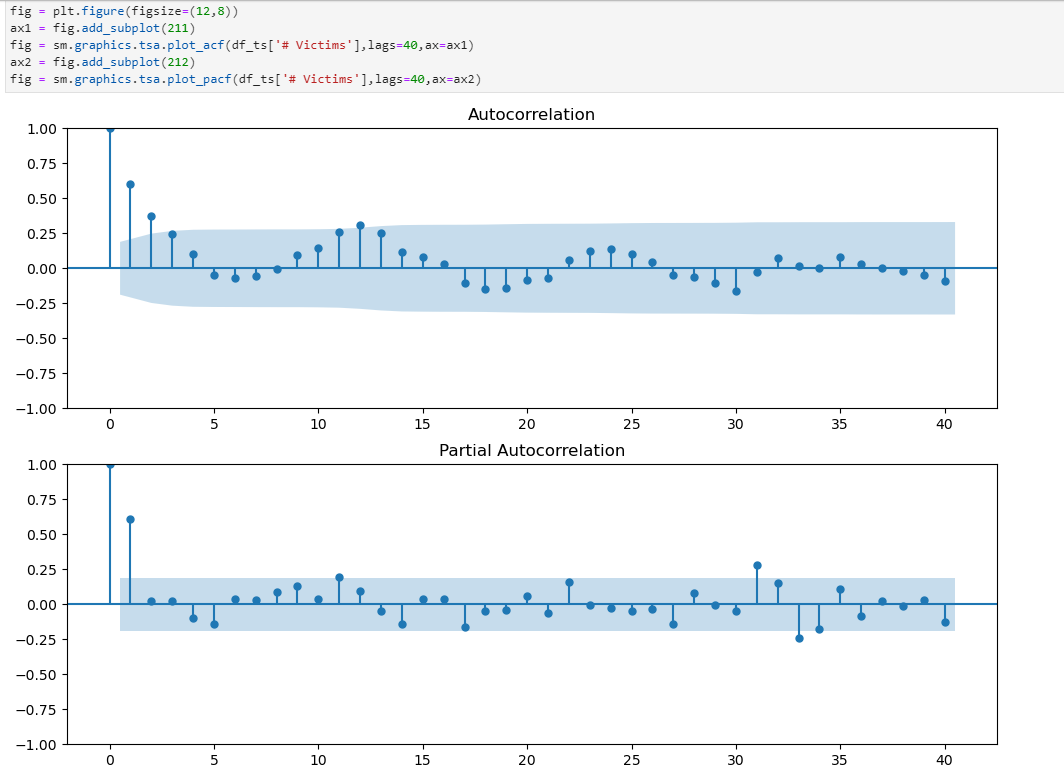 fig = plt.figure(figsize=(12,8))
ax1 = fig.add_subplot(211)
fig = sm.graphics.tsa.plot_acf(df_ts['# Victims'],lags=40,ax=ax1)
ax2 = fig.add_subplot(212)
fig = sm.graphics.tsa.plot_pacf(df_ts['# Victims'],lags=40,ax=ax2)
Autocorrelation
1.00
0.75
0.50
0.25
0.00
−0.25
−0.50
−0.75
−1.00
0 5 10 15 20 25 30 35 40
Partial Autocorrelation
1.00
0.75
0.50
0.25
0.00
−0.25
−0.50
−0.75
−1.00
0 5 10 15 20 25 30 35 40